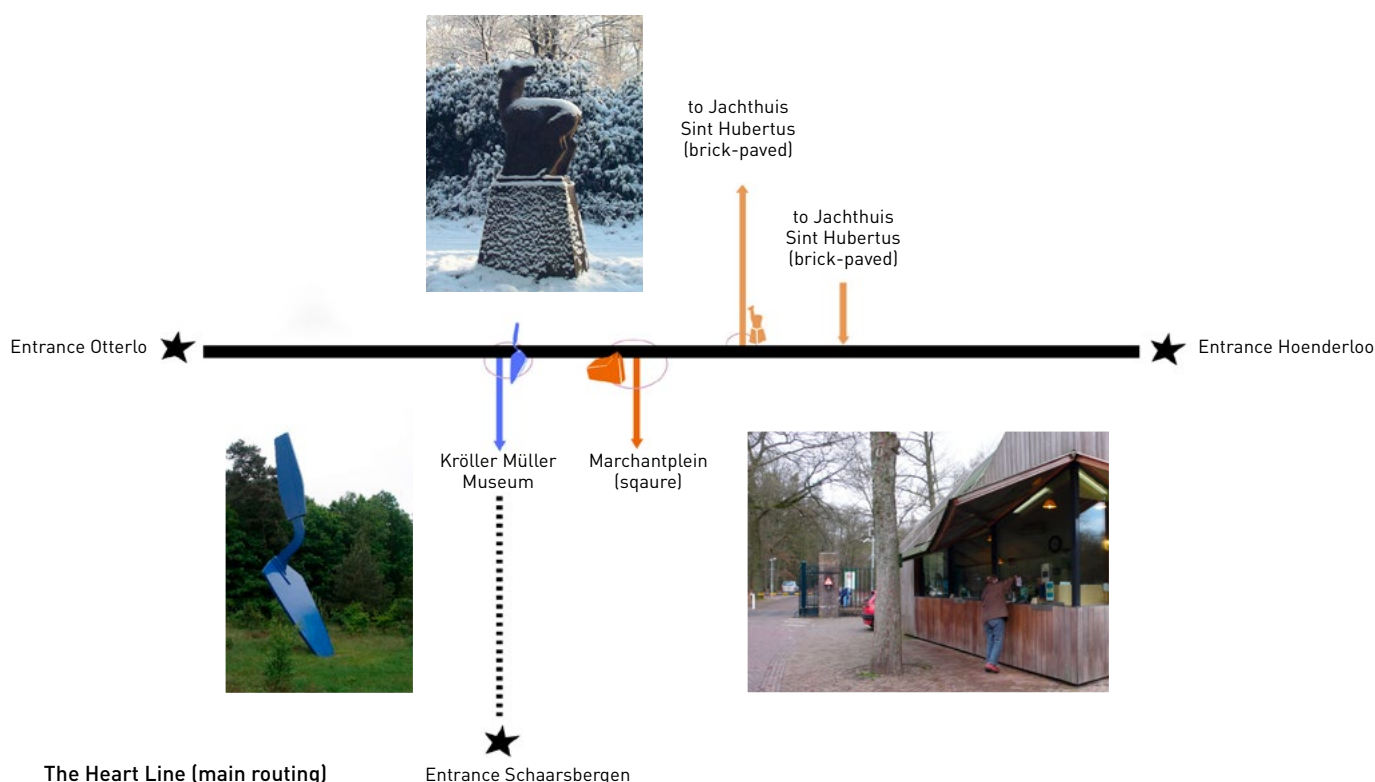 to Jachthuis
Sint Hubertus
(brick-paved)
to Jachthuis
Sint Hubertus
(brick-paved)
Entrance Otterlo
Entrance Hoenderloo
Kröller Müller
Museum
Marchantplein
(sqaure)
The Heart Line (main routing)
Entrance Schaarsbergen